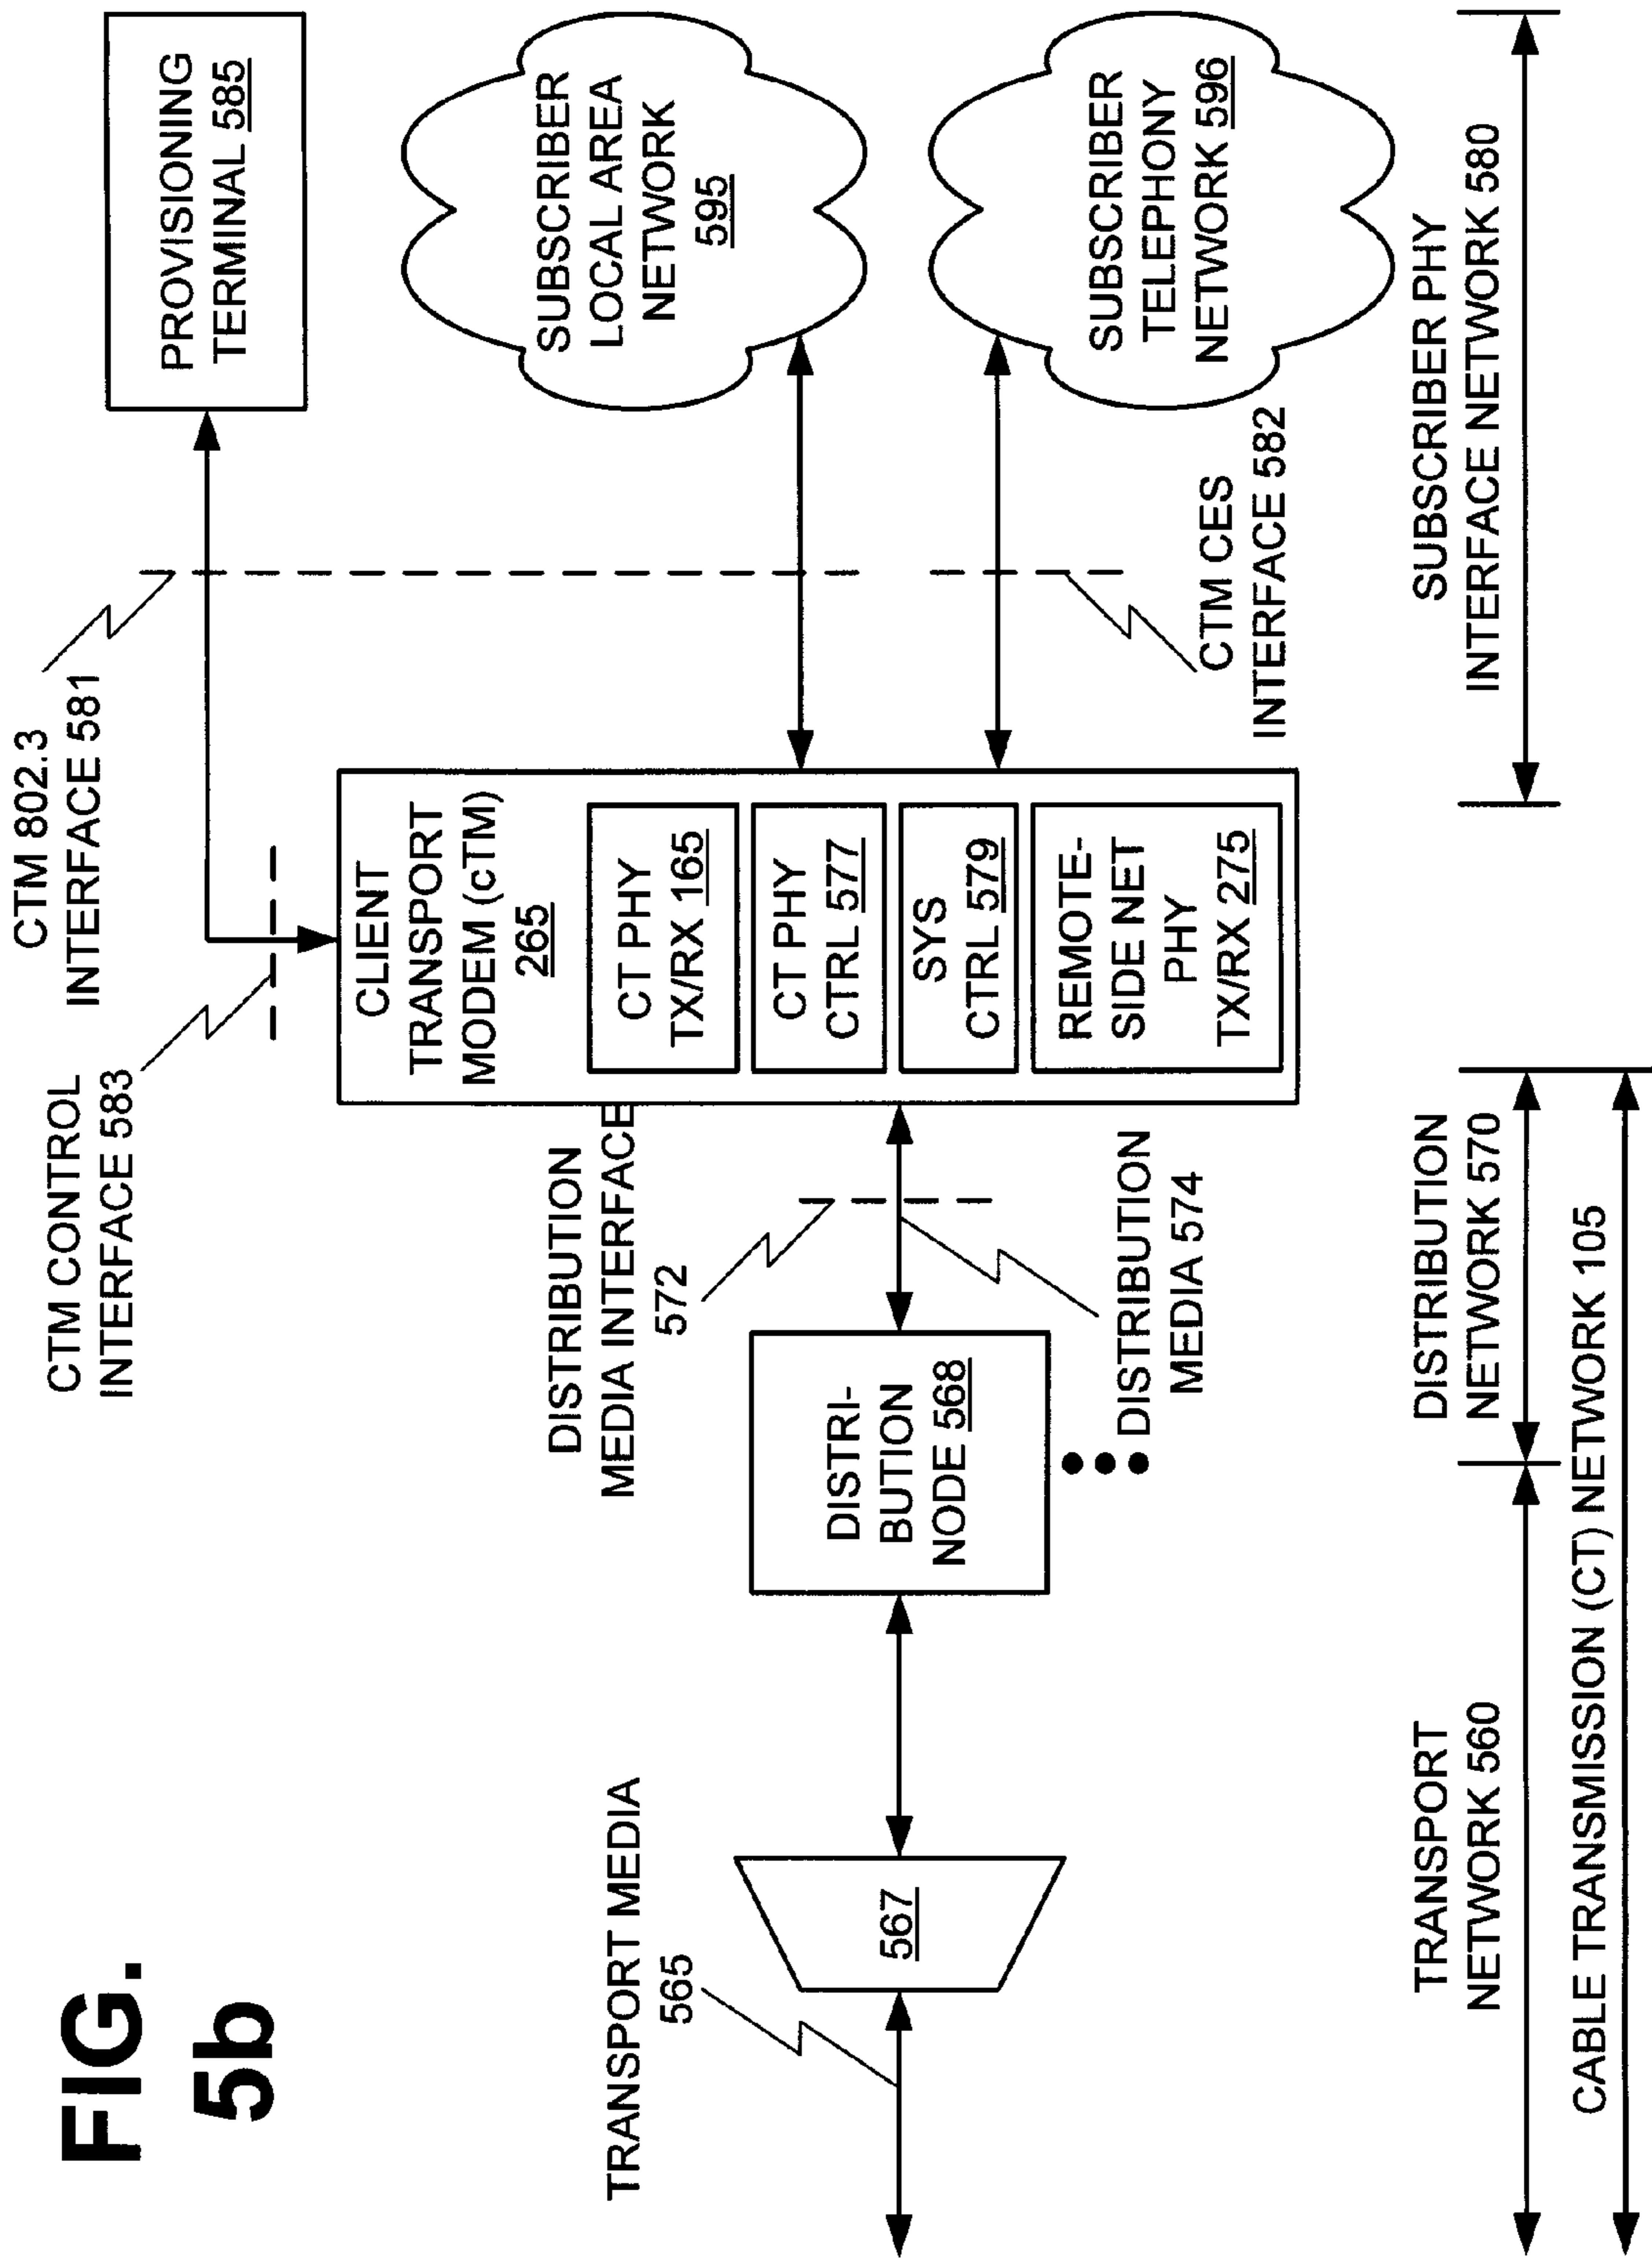 FIG.
5b
CTM 802.3
INTERFACE 581
CTM CONTROL
INTERFACE 583
PROVISIONING
TERMINAL 585
SUBSCRIBER
LOCAL AREA
NETWORK
595
SUBSCRIBER
TELEPHONY
NETWORK 596
CTM CES
INTERFACE 582
CLIENT
TRANSPORT
MODEM (cTM)
265
CT PHY
TX/RX 165
CT PHY
CTRL 577
SYS
CTRL 579
REMOTE-
SIDE NET
PHY
TX/RX 275
DISTRIBUTION
MEDIA INTERFACE
572
DISTRIBUTION
MEDIA 574
DISTRI-
BUTION
NODE 568
TRANSPORT MEDIA
565
567
TRANSPORT
NETWORK 560
DISTRIBUTION
NETWORK 570
SUBSCRIBER PHY
INTERFACE NETWORK 580
CABLE TRANSMISSION (CT) NETWORK 105